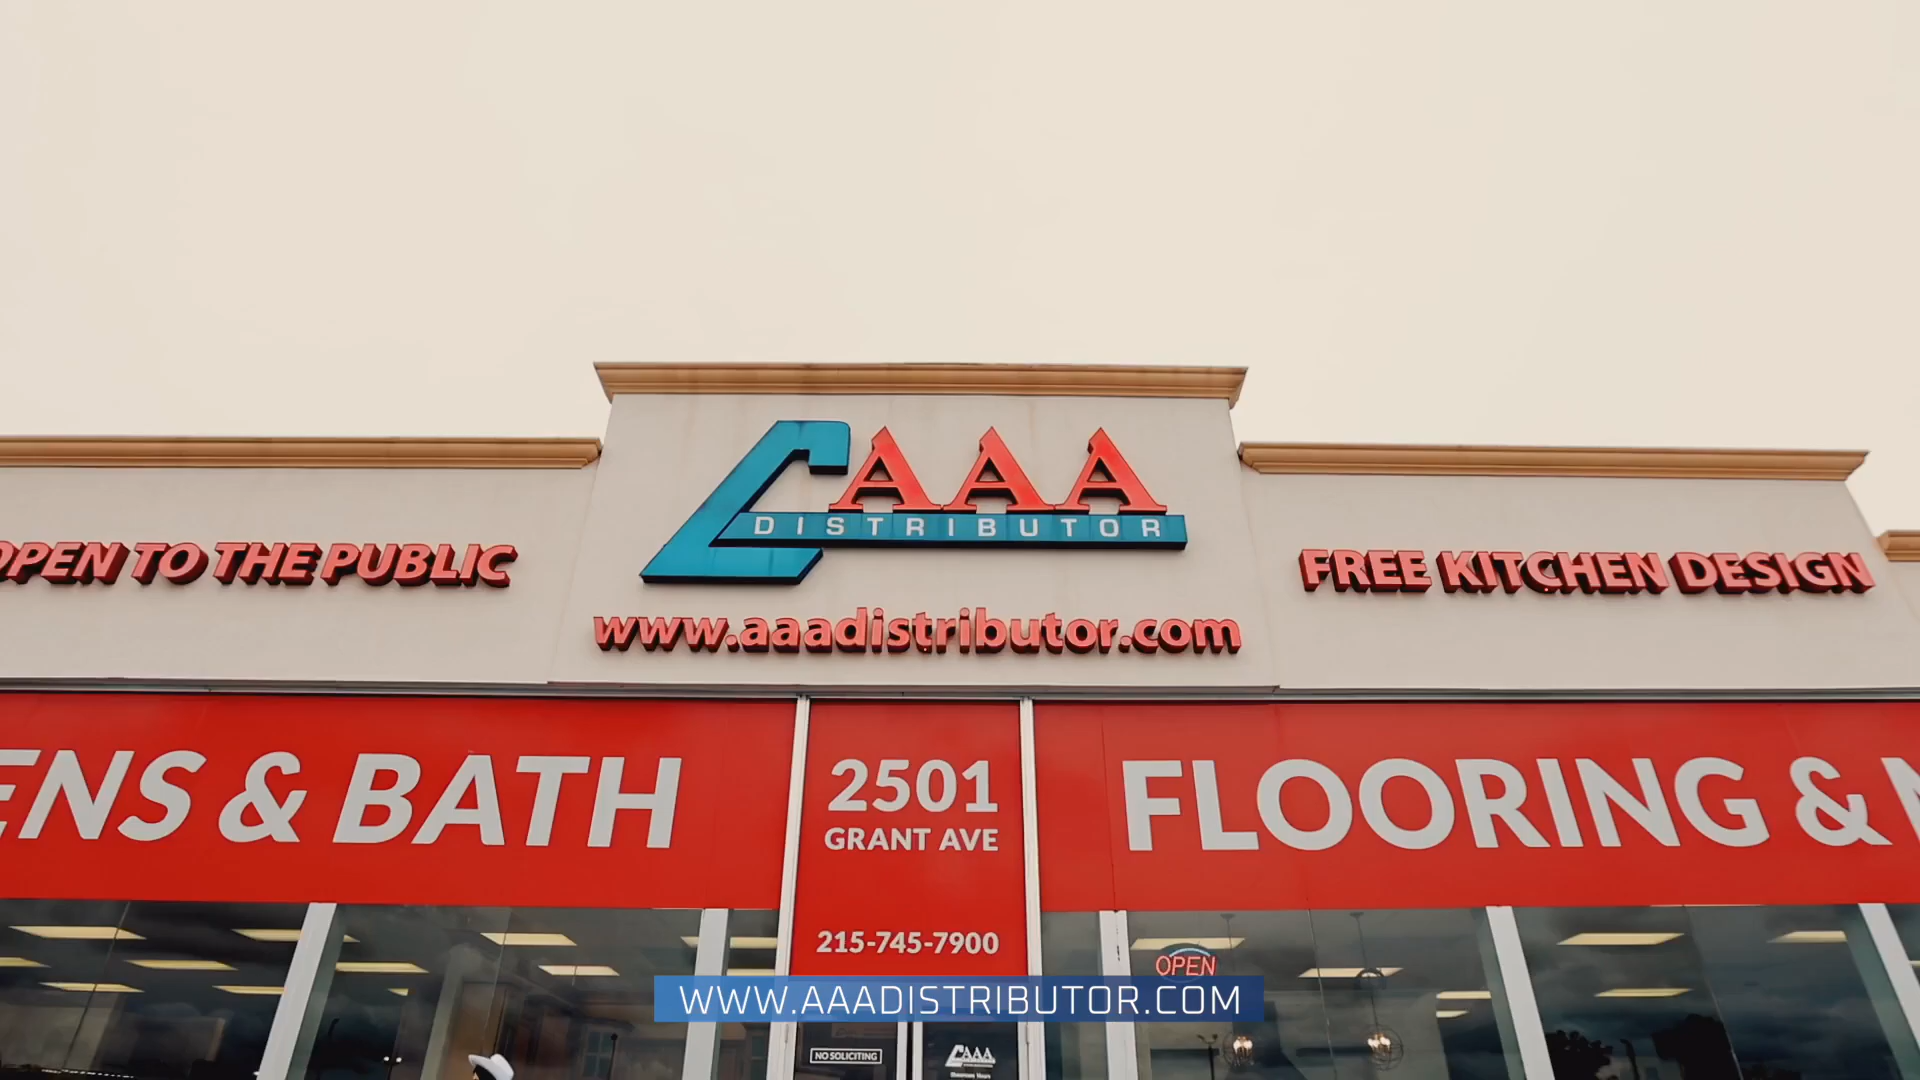 AAA
DISTRIBUTOR
OPEN TO THE PUBLIC
FREE KITCHEN DESIGN
www.aaadistributor.com
& BATH
2501
GRANT AVE
FLOORING &
215-745-7900
OPEN
WWW.AAADISTRIBUTOR.COM
NO SOLICITING
AAA